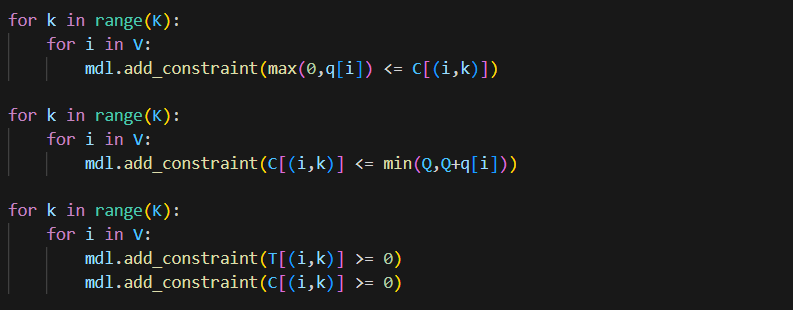 for k in range(K):
    for i in V:
        mdl.add_constraint(max(0,q[i]) <= C[(i,k)])

for k in range(K):
    for i in V:
        mdl.add_constraint(C[(i,k)] <= min(Q,Q+q[i]))

for k in range(K):
    for i in V:
        mdl.add_constraint(T[(i,k)] >= 0)
        mdl.add_constraint(C[(i,k)] >= 0)